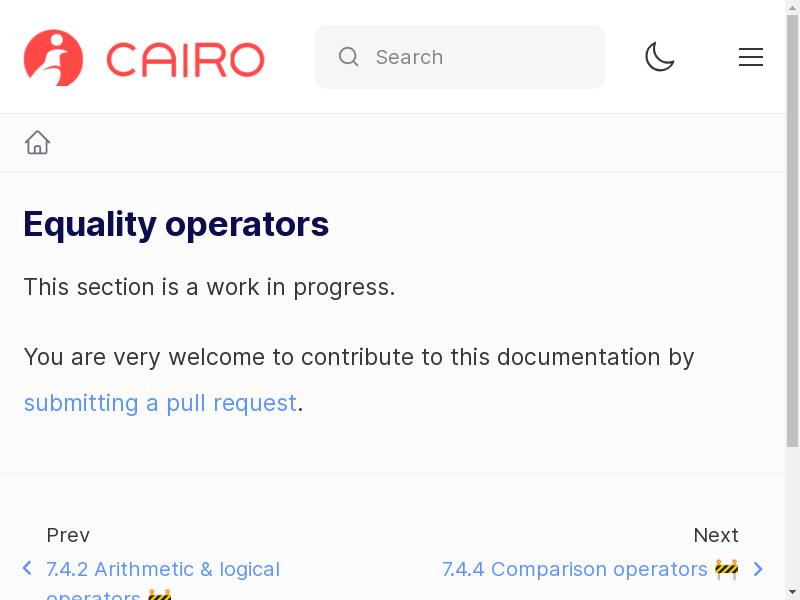 CAIRO
Search
Equality operators
This section is a work in progress.
You are very welcome to contribute to this documentation by
submitting a pull request.
Prev
Next
7.4.2 Arithmetic & logical
operators 🚧
7.4.4 Comparison operators 🚧